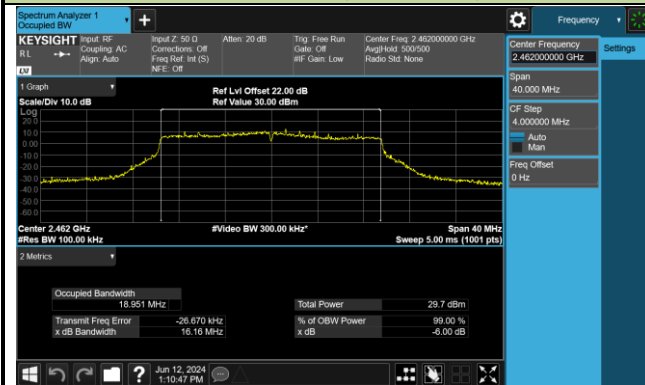 Spectrum Analyzer 1
Occupied BW
Frequency
KEYSIGHT
RL
Input: RF
Coupling: AC
Align: Auto
Input Z: 50 Ω
Corrections: Off
Freq Ref: Int (S)
NFE: Off
Atten: 20 dB
Trig: Free Run
Gate: Off
#IF Gain: Low
Center Freq: 2.462000000 GHz
Avg|Hold: 500/500
Radio Std: None
LXI
Center Frequency
2.462000000 GHz
Settings
Span
40.000 MHz
CF Step
4.000000 MHz
Auto
Man
Freq Offset
0 Hz
1 Graph
Scale/Div 10.0 dB
Ref Lvl Offset 22.00 dB
Ref Value 30.00 dBm
Log
20.0
10.0
0.00
-10.0
-20.0
-30.0
-40.0
-50.0
-60.0
Center 2.462 GHz
#Res BW 100.00 kHz
#Video BW 300.00 kHz*
Span 40 MHz
Sweep 5.00 ms (1001 pts)
2 Metrics
Occupied Bandwidth
18.951 MHz
Total Power 29.7 dBm
Transmit Freq Error -26.670 kHz
% of OBW Power 99.00 %
x dB Bandwidth 16.16 MHz
x dB -6.00 dB
?
Jun 12, 2024
1:10:47 PM